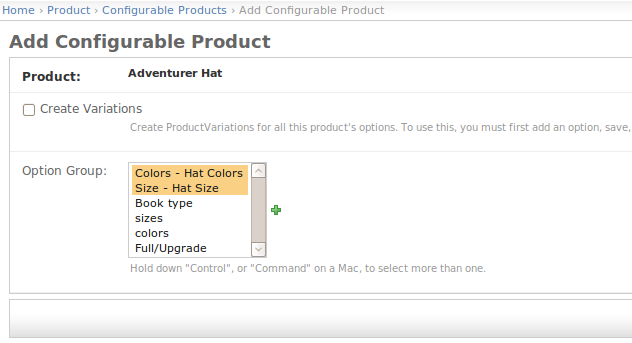 Home › Product › Configurable Products › Add Configurable Product
Add Configurable Product
Product: Adventurer Hat
Create Variations
Create ProductVariations for all this product's options. To use this, you must first add an option, save,
Option Group:
Colors - Hat Colors
Size - Hat Size
Book type
sizes
colors
Full/Upgrade
Hold down "Control", or "Command" on a Mac, to select more than one.